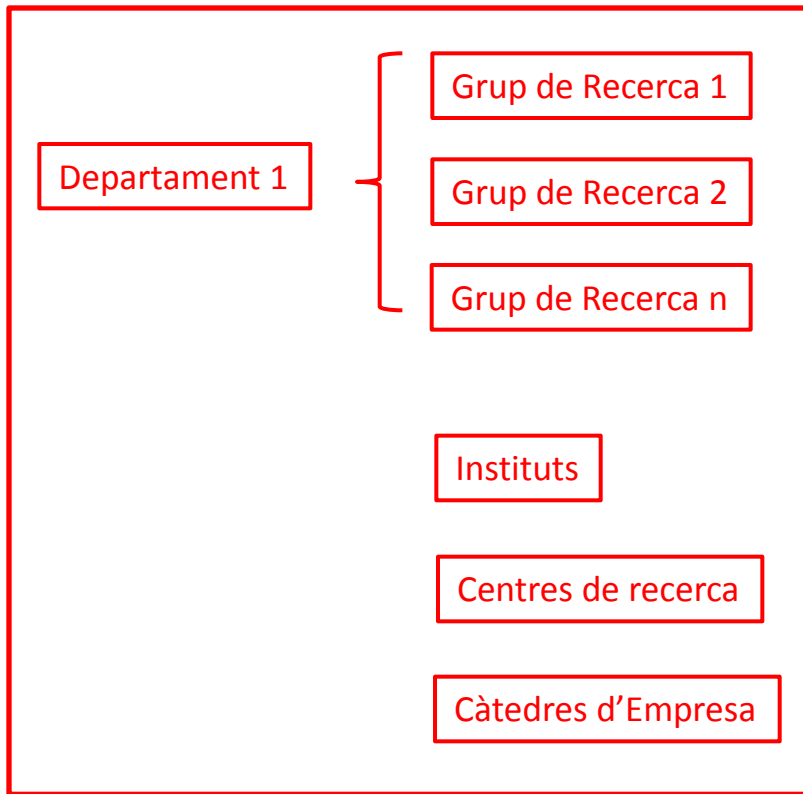 Grup de Recerca 1
Departament 1
Grup de Recerca 2
Grup de Recerca n
Instituts
Centres de recerca
Càtedres d’Empresa